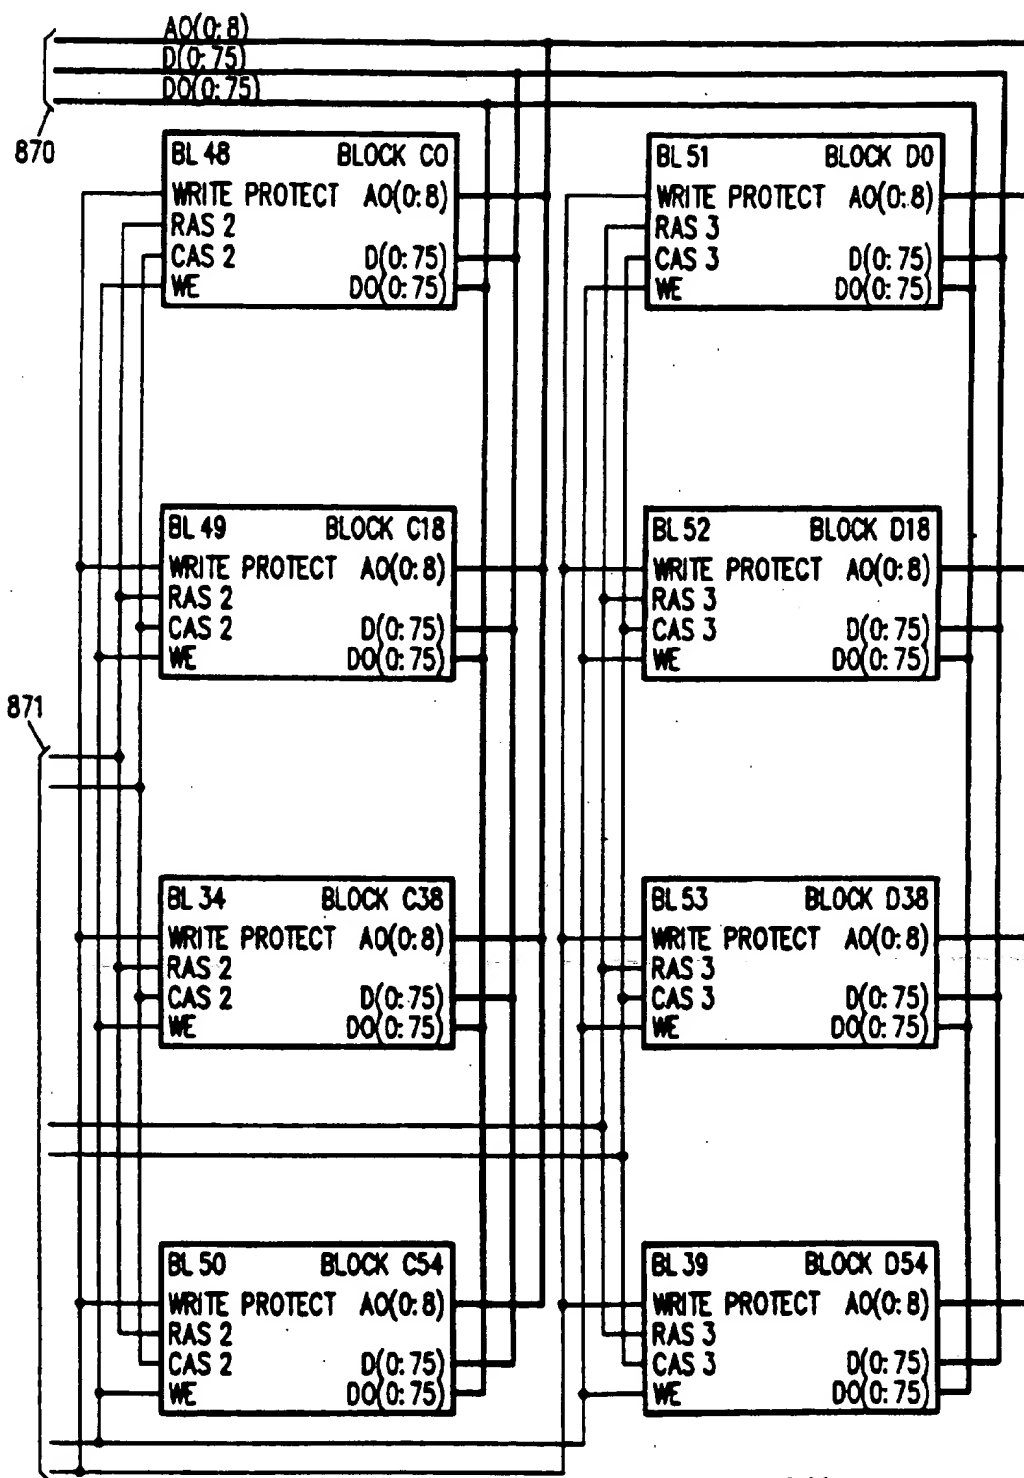 AO(0:8)
D(0:75)
DO(0:75)
870
BL 48 BLOCK C0
WRITE PROTECT AO(0:8)
RAS 2
CAS 2 D(0:75)
WE DO(0:75)
BL 51 BLOCK D0
WRITE PROTECT AO(0:8)
RAS 3
CAS 3 D(0:75)
WE DO(0:75)
BL 49 BLOCK C18
WRITE PROTECT AO(0:8)
RAS 2
CAS 2 D(0:75)
WE DO(0:75)
BL 52 BLOCK D18
WRITE PROTECT AO(0:8)
RAS 3
CAS 3 D(0:75)
WE DO(0:75)
871
BL 34 BLOCK C38
WRITE PROTECT AO(0:8)
RAS 2
CAS 2 D(0:75)
WE DO(0:75)
BL 53 BLOCK D38
WRITE PROTECT AO(0:8)
RAS 3
CAS 3 D(0:75)
WE DO(0:75)
BL 50 BLOCK C54
WRITE PROTECT AO(0:8)
RAS 2
CAS 2 D(0:75)
WE DO(0:75)
BL 39 BLOCK D54
WRITE PROTECT AO(0:8)
RAS 3
CAS 3 D(0:75)
WE DO(0:75)